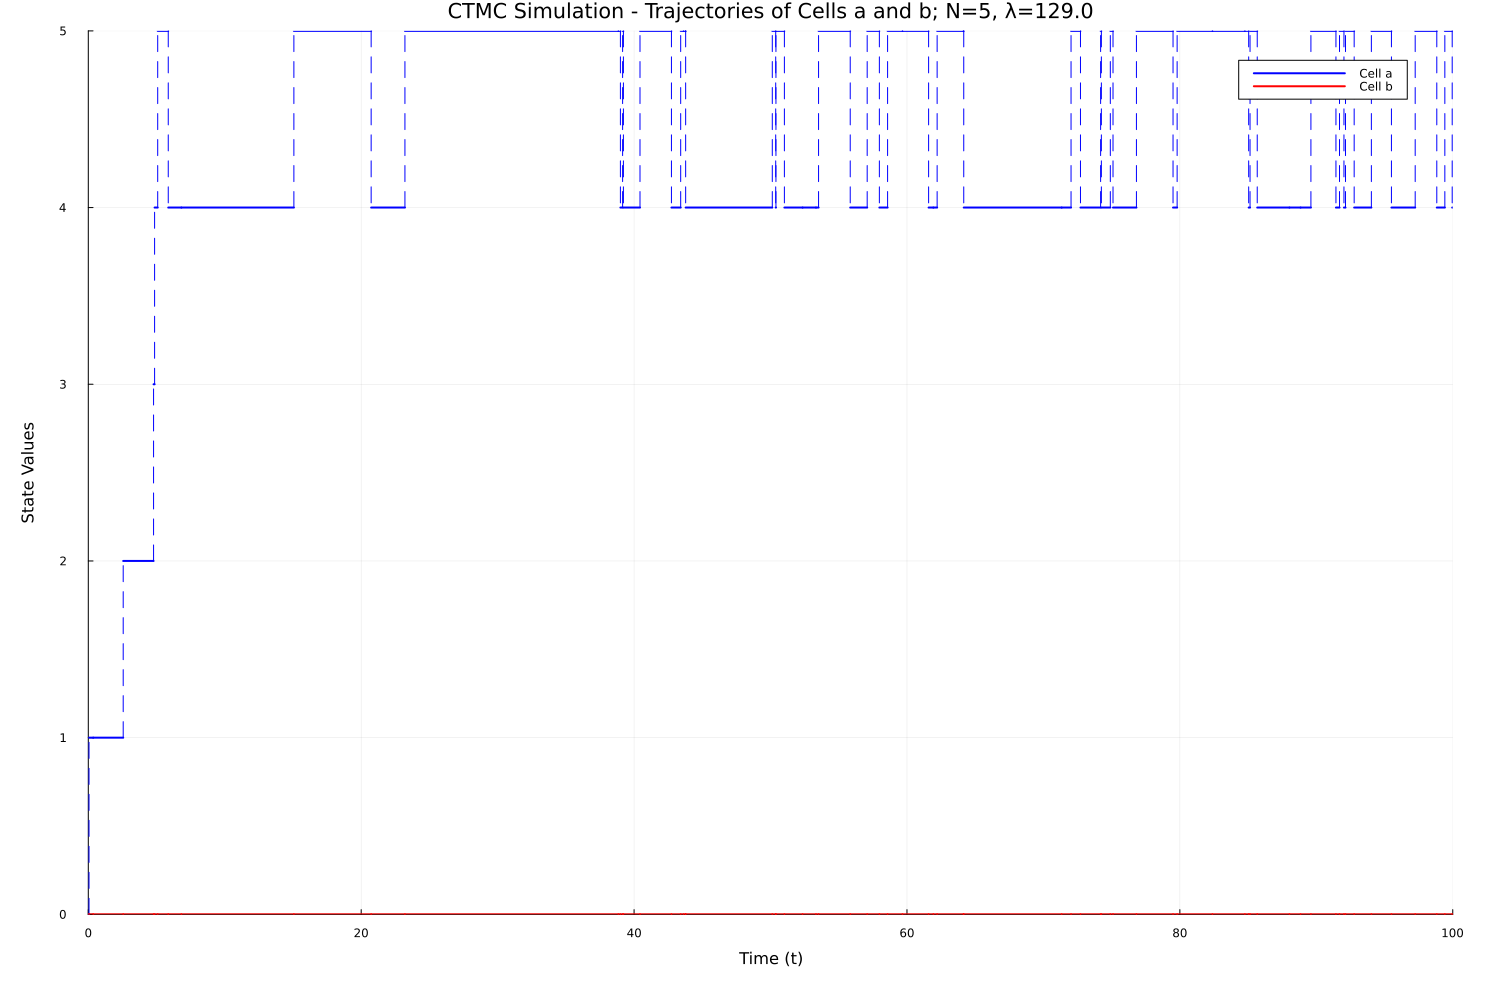 CTMC Simulation - Trajectories of Cells a and b; N=5, λ=129.0
5
Cell a
Cell b
4
3
State Values
2
1
0
0 20 40 60 80 100
Time (t)